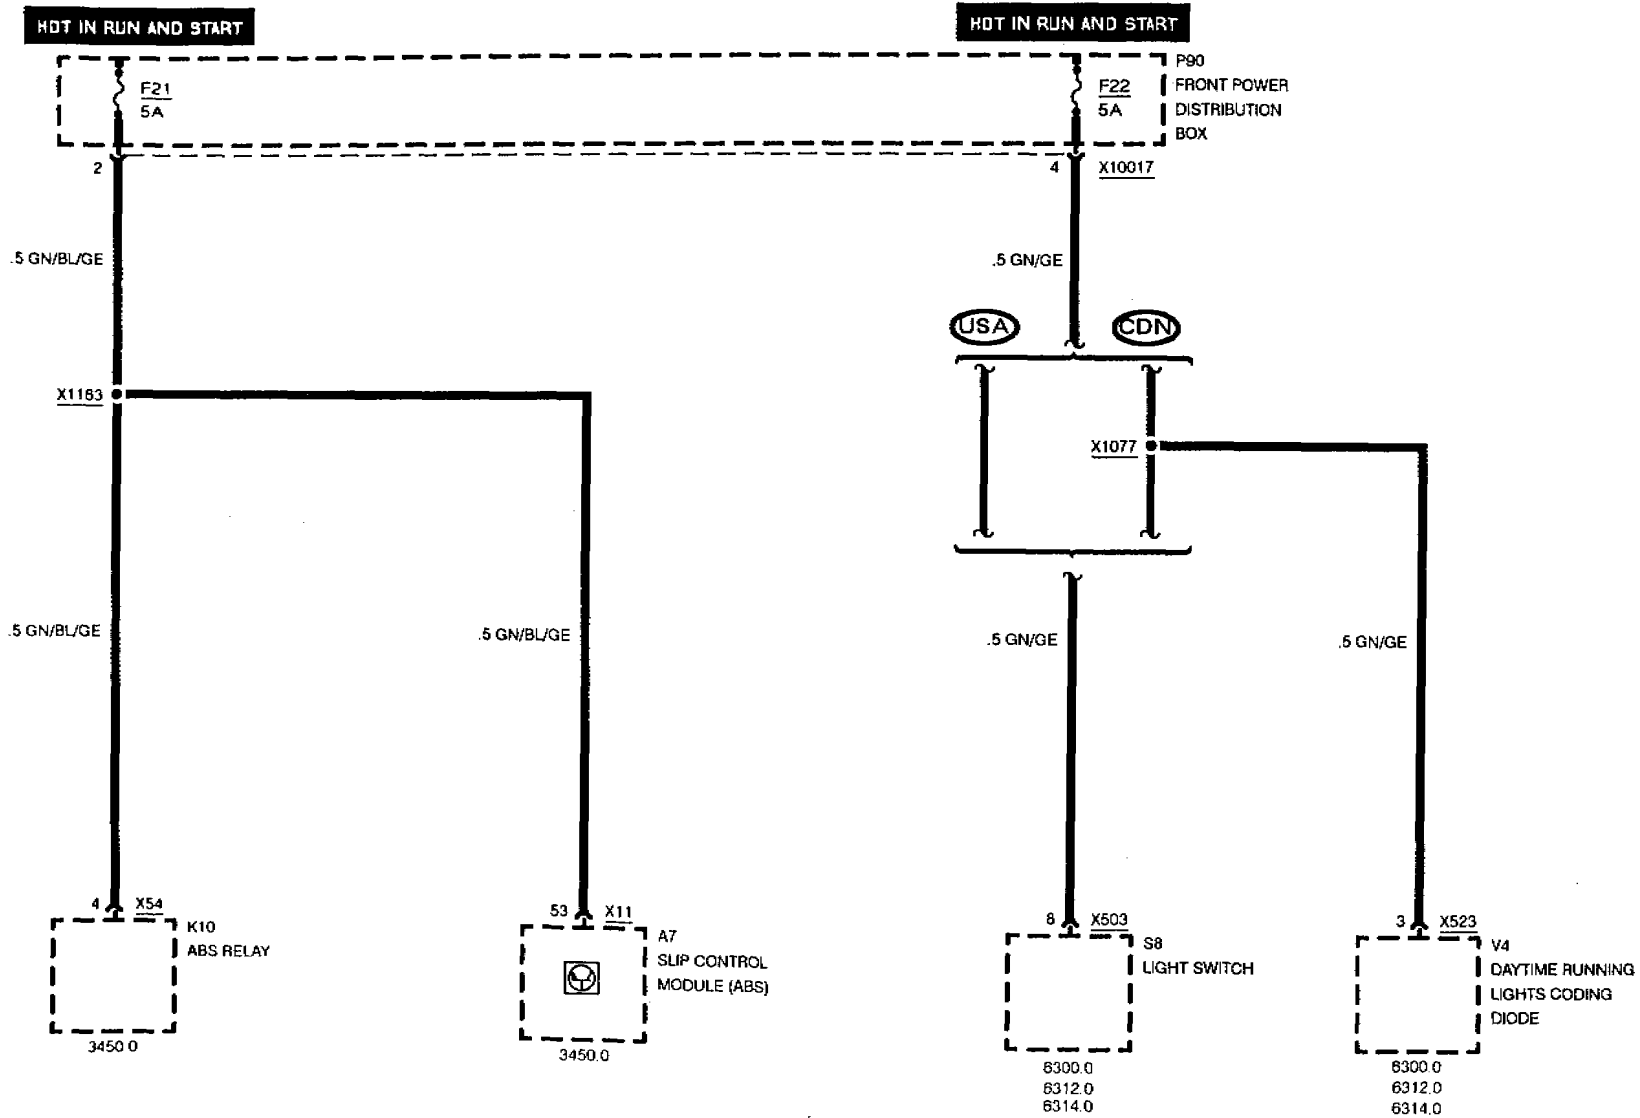 HOT IN RUN AND START
HOT IN RUN AND START
F21
5A
F22
5A
P90
FRONT POWER
DISTRIBUTION
BOX
2
4
X10017
.5 GN/BL/GE
.5 GN/GE
USA
CDN
X1183
X1077
.5 GN/BL/GE
.5 GN/BL/GE
.5 GN/GE
.5 GN/GE
4
X54
K10
ABS RELAY
3450.0
53
X11
A7
SLIP CONTROL
MODULE (ABS)
3450.0
8
X503
S8
LIGHT SWITCH
6300.0
6312.0
6314.0
3
X523
V4
DAYTIME RUNNING
LIGHTS CODING
DIODE
6300.0
6312.0
6314.0